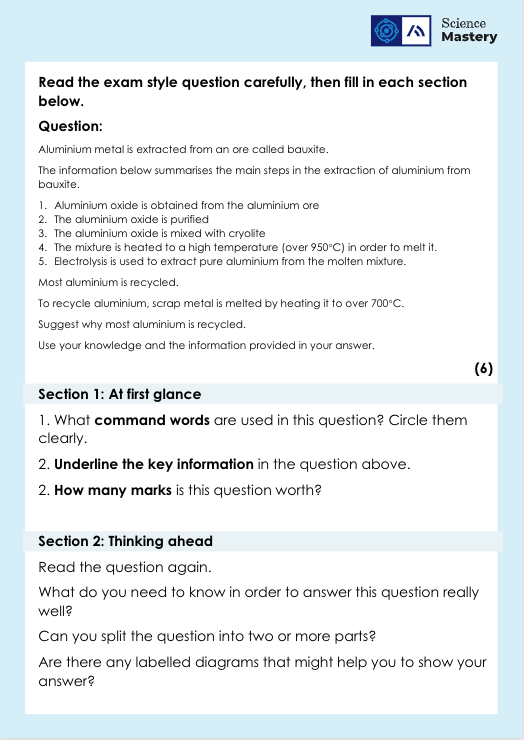 Science
Mastery
Read the exam style question carefully, then fill in each section
below.
Question:
Aluminium metal is extracted from an ore called bauxite.
The information below summarises the main steps in the extraction of aluminium from
bauxite.
1. Aluminium oxide is obtained from the aluminium ore
2. The aluminium oxide is purified
3. The aluminium oxide is mixed with cryolite
4. The mixture is heated to a high temperature (over 950°C) in order to melt it.
5. Electrolysis is used to extract pure aluminium from the molten mixture.
Most aluminium is recycled.
To recycle aluminium, scrap metal is melted by heating it to over 700°C.
Suggest why most aluminium is recycled.
Use your knowledge and the information provided in your answer.
(6)
Section 1: At first glance
1. What command words are used in this question? Circle them
clearly.
2. Underline the key information in the question above.
2. How many marks is this question worth?
Section 2: Thinking ahead
Read the question again.
What do you need to know in order to answer this question really
well?
Can you split the question into two or more parts?
Are there any labelled diagrams that might help you to show your
answer?